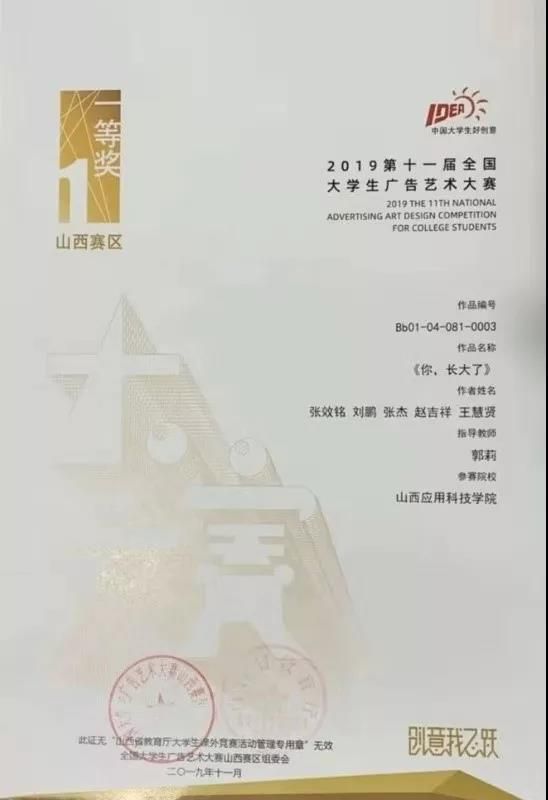 一等奖
1
山西赛区
IDEA
中国大学生好创意
2019第十一届全国
大学生广告艺术大赛
2019 THE 11TH NATIONAL
ADVERTISING ART DESIGN COMPETITION
FOR COLLEGE STUDENTS
作品编号
Bb01-04-081-0003
作品名称
《你，长大了》
作者姓名
张效铭 刘鹏 张杰 赵吉祥 王慧贤
指导教师
郭莉
参赛院校
山西应用科技学院
大赛
此证无“山西省教育厅大学生课外竞赛活动管理专用章”无效
全国大学生广告艺术大赛山西赛区组委会
二〇一九年十一月
创意我飞跃